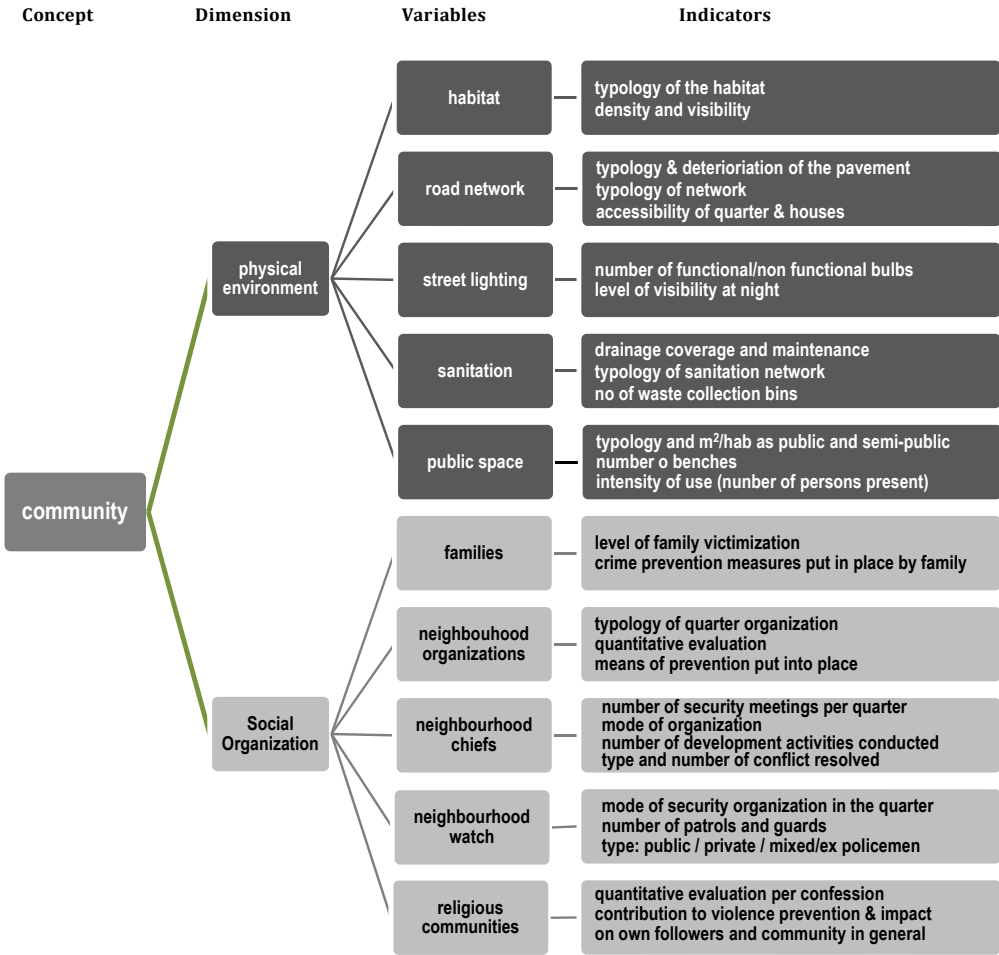 Concept Dimension Variables Indicators
community
physical
environment
habitat
typology of the habitat
density and visibility
road network
typology & deterioriation of the pavement
typology of network
accessibility of quarter & houses
street lighting
number of functional/non functional bulbs
level of visibility at night
sanitation
drainage coverage and maintenance
typology of sanitation network
no of waste collection bins
public space
typology and m²/hab as public and semi-public
number o benches
intensity of use (nunber of persons present)
Social
Organization
families
level of family victimization
crime prevention measures put in place by family
neighbouhood
organizations
typology of quarter organization
quantitative evaluation
means of prevention put into place
neighbourhood
chiefs
number of security meetings per quarter
mode of organization
number of development activities conducted
type and number of conflict resolved
neighbourhood
watch
mode of security organization in the quarter
number of patrols and guards
type: public / private / mixed/ex policemen
religious
communities
quantitative evaluation per confession
contribution to violence prevention & impact
on own followers and community in general